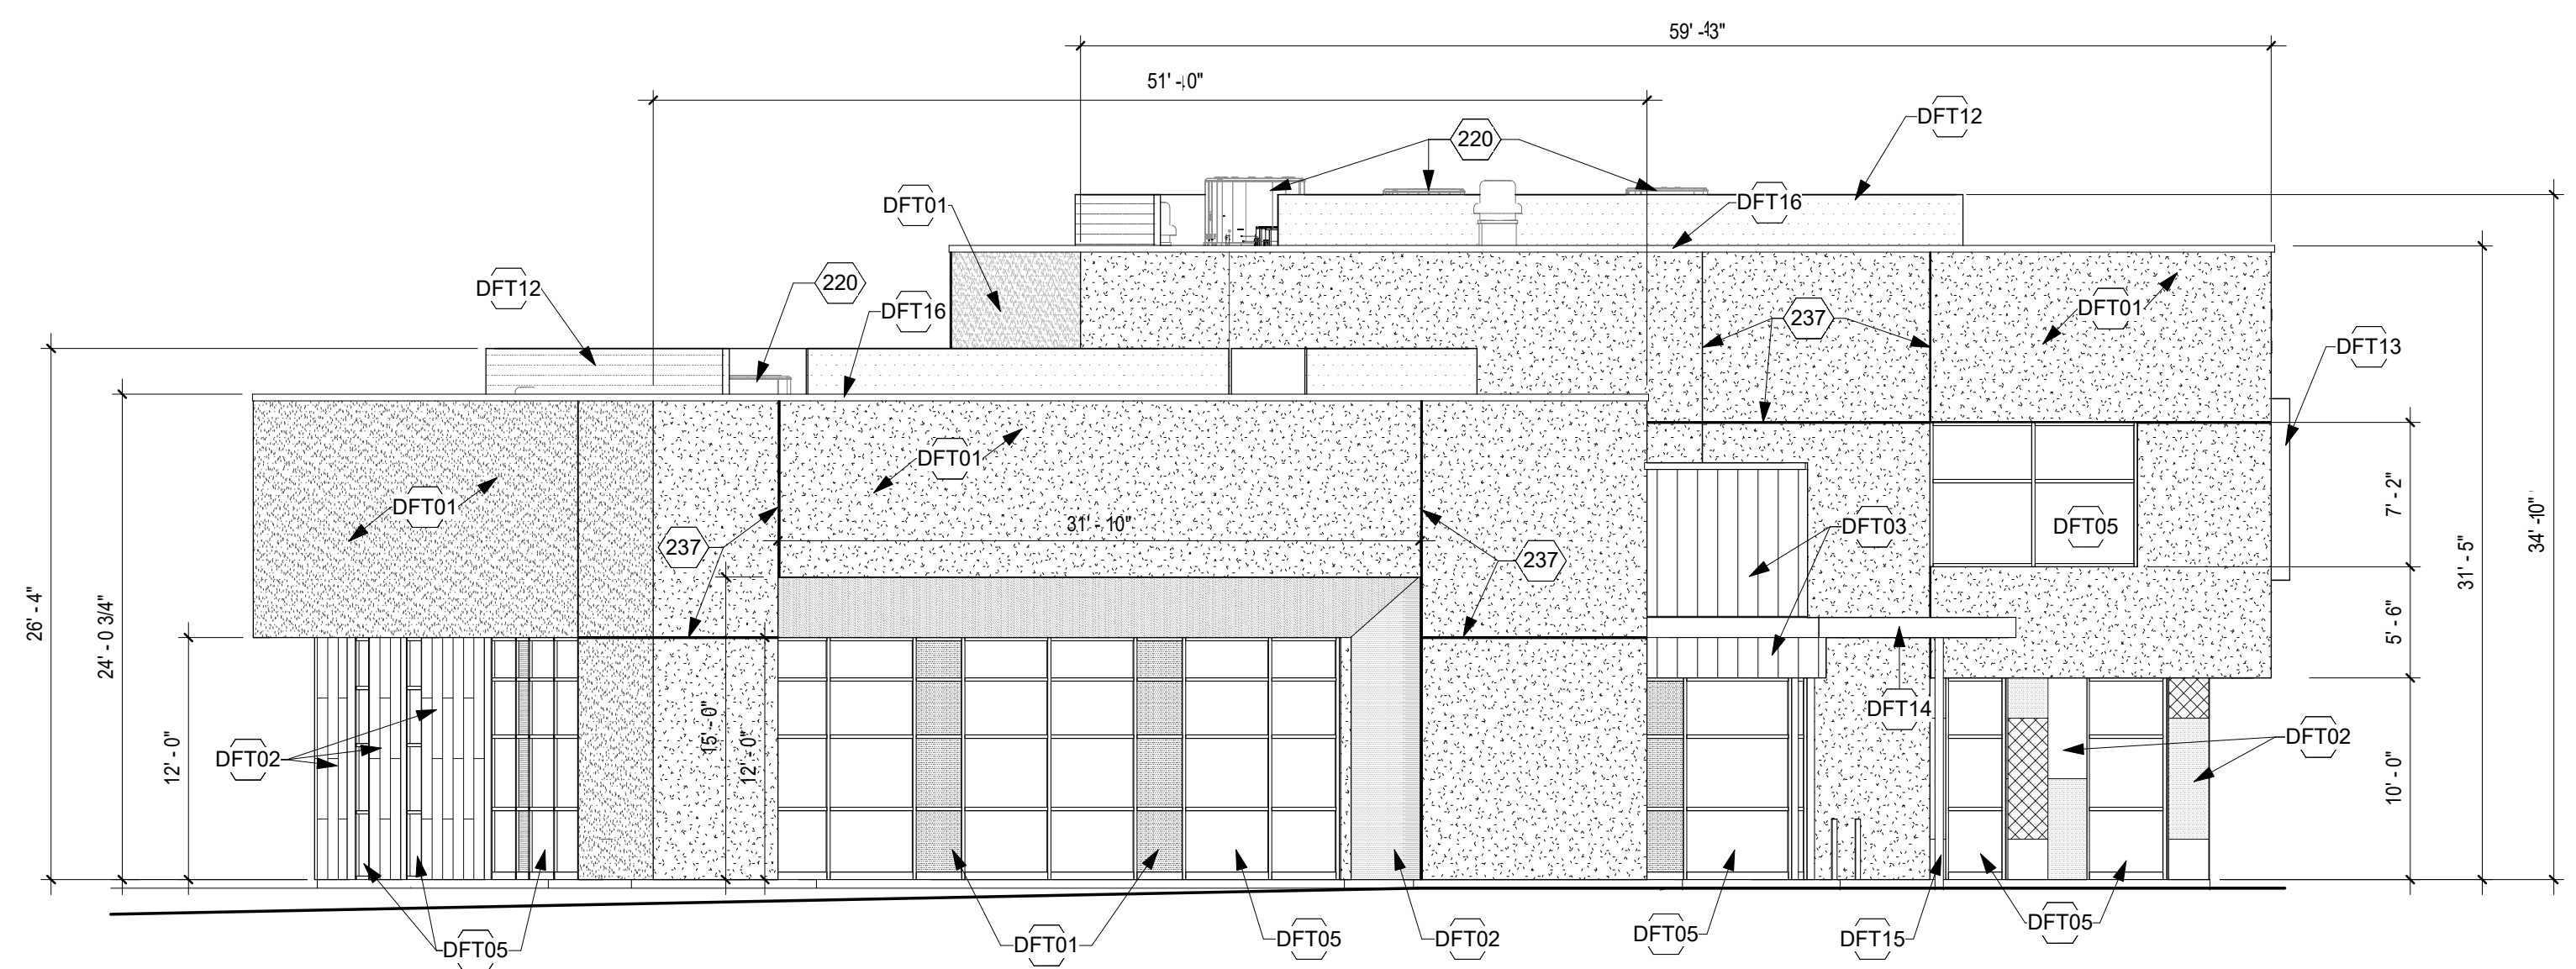 59' -
51' -
220
DFT12
DFT01
DFT16
DFT12
220
DFT16
237
DFT01
DFT13
DFT01
DFT01
237
31' - 10"
237
DFT03
DFT05
7' - 2"
31' - 5"
34' -10"
26' - 4"
24' - 0 3/4"
5' - 6"
12' - 0"
15' - 0"
12' - 0"
DFT14
DFT02
DFT02
10' - 0"
DFT05
DFT01
DFT05
DFT02
DFT05
DFT15
DFT05